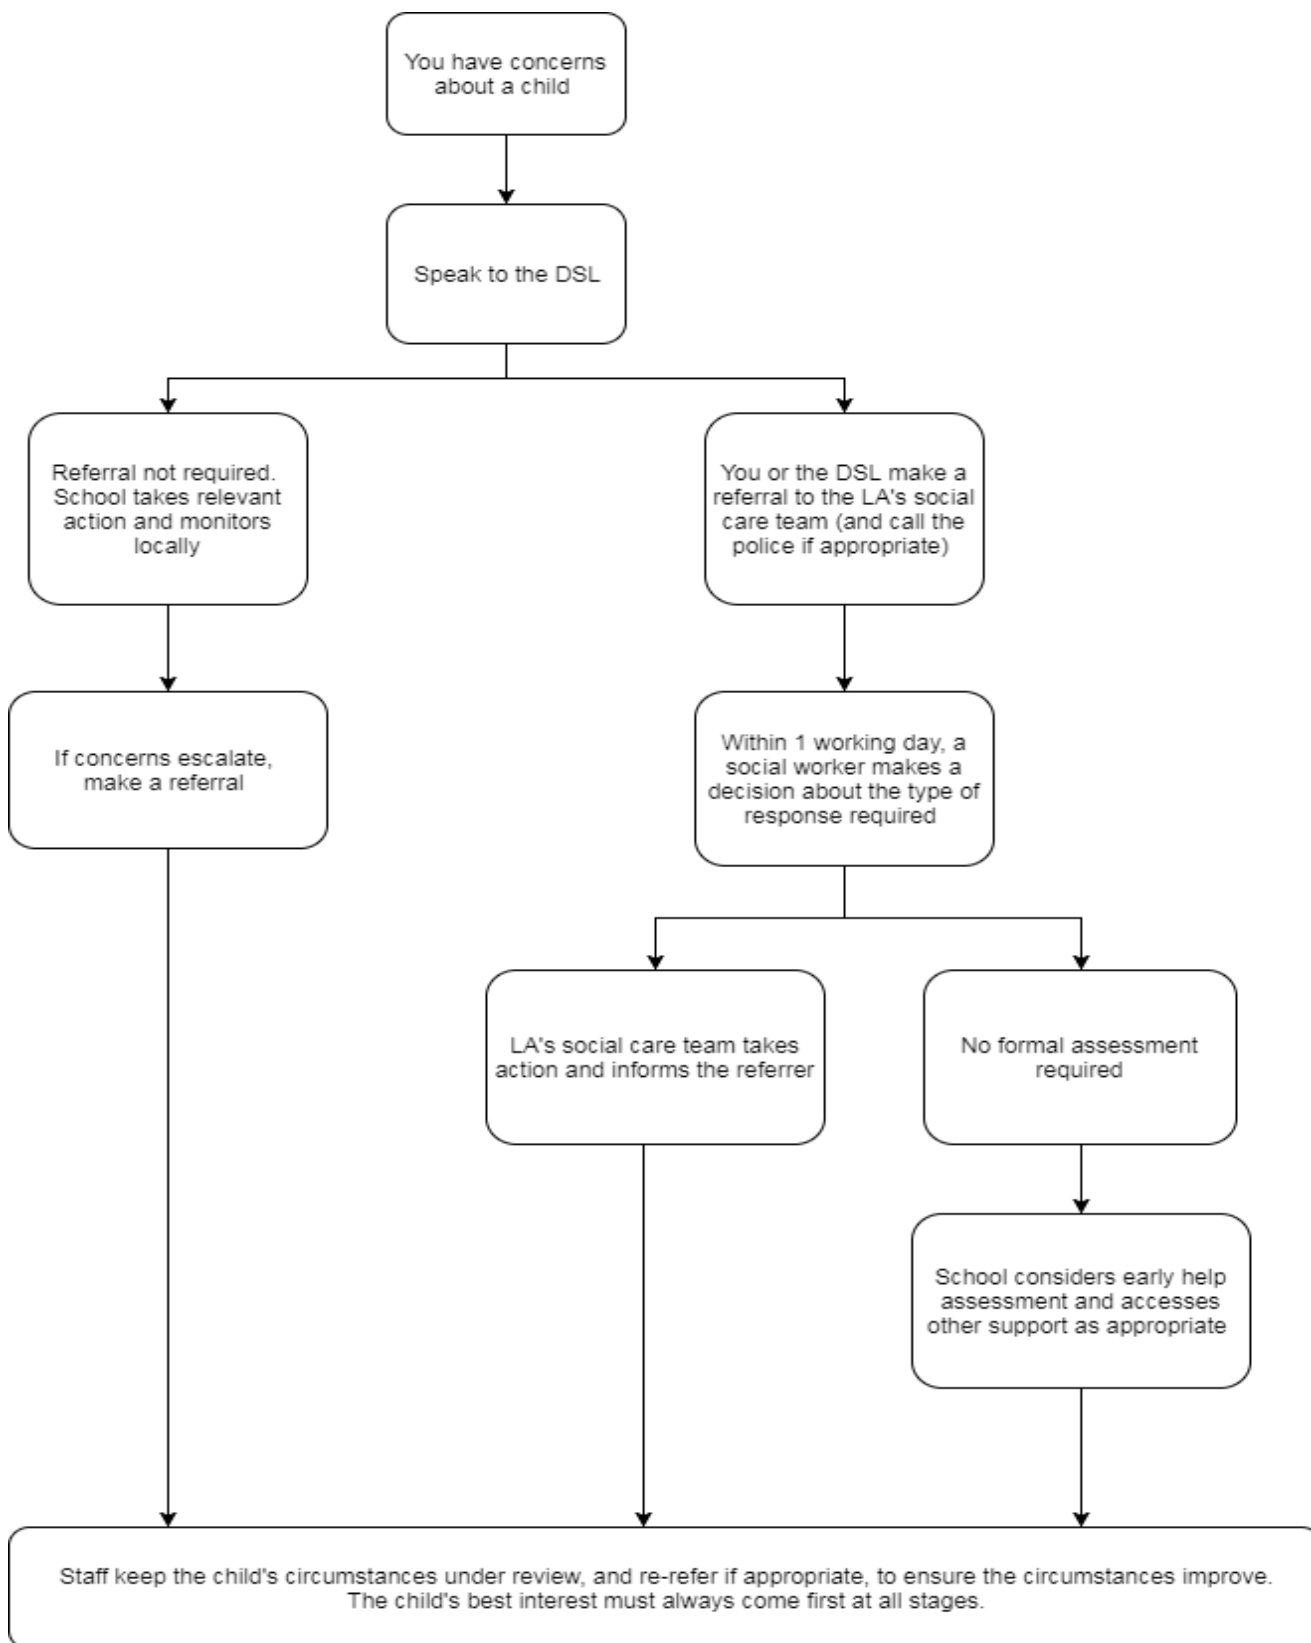 You have concerns
about a child
Speak to the DSL
Referral not required.
School takes relevant
action and monitors
locally
You or the DSL make a
referral to the LA's social
care team (and call the
police if appropriate)
If concerns escalate,
make a referral
Within 1 working day, a
social worker makes a
decision about the type of
response required
LA's social care team takes
action and informs the referrer
No formal assessment
required
School considers early help
assessment and accesses
other support as appropriate
Staff keep the child's circumstances under review, and re-refer if appropriate, to ensure the circumstances improve.
The child's best interest must always come first at all stages.